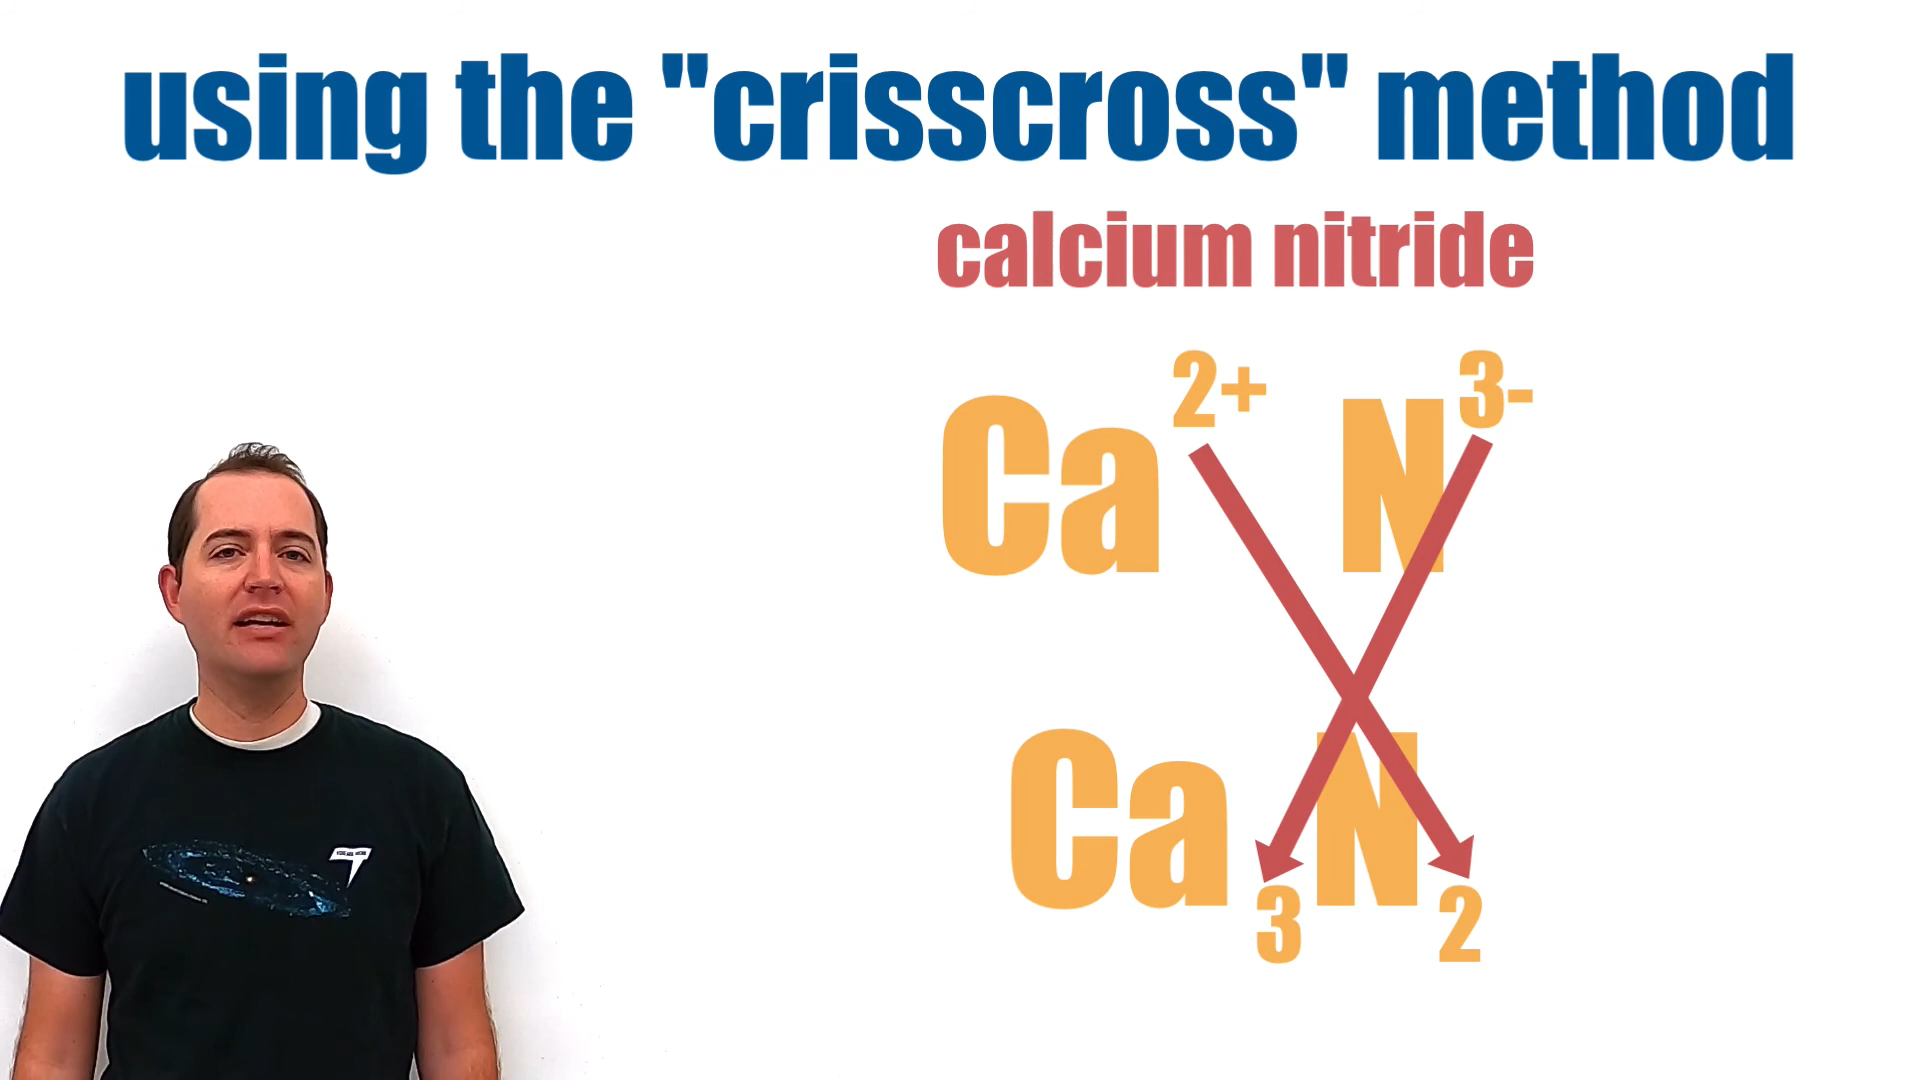 using the "crisscross" method
calcium nitride
Ca 2+ N 3-
Ca 3 N 2